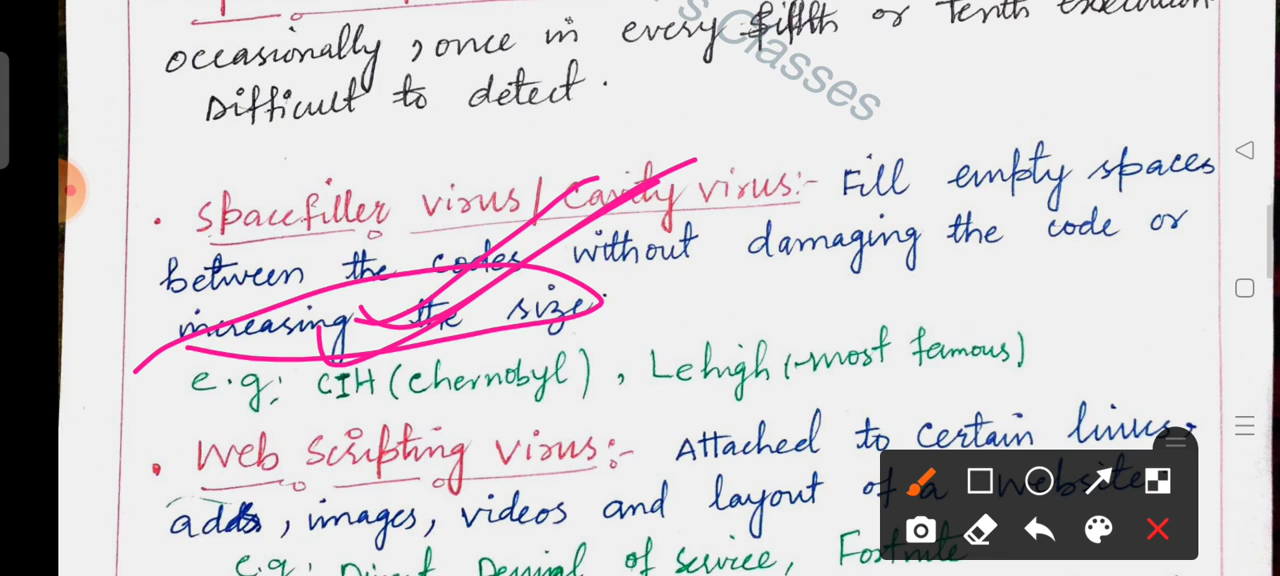 occasionally, once in every fifth or Tenth execution
Difficult to detect.
s Classes
• Spacefiller virus / Cavity virus:- Fill empty spaces
between the codes without damaging the code or
increasing the size.
e.g; CIH (Chernobyl), Lehigh (-most famous)
• Web Scripting Virus:- Attached to certain links,
adds, images, videos and layout of a website
e.g. Direct Denial of service, Fortnite